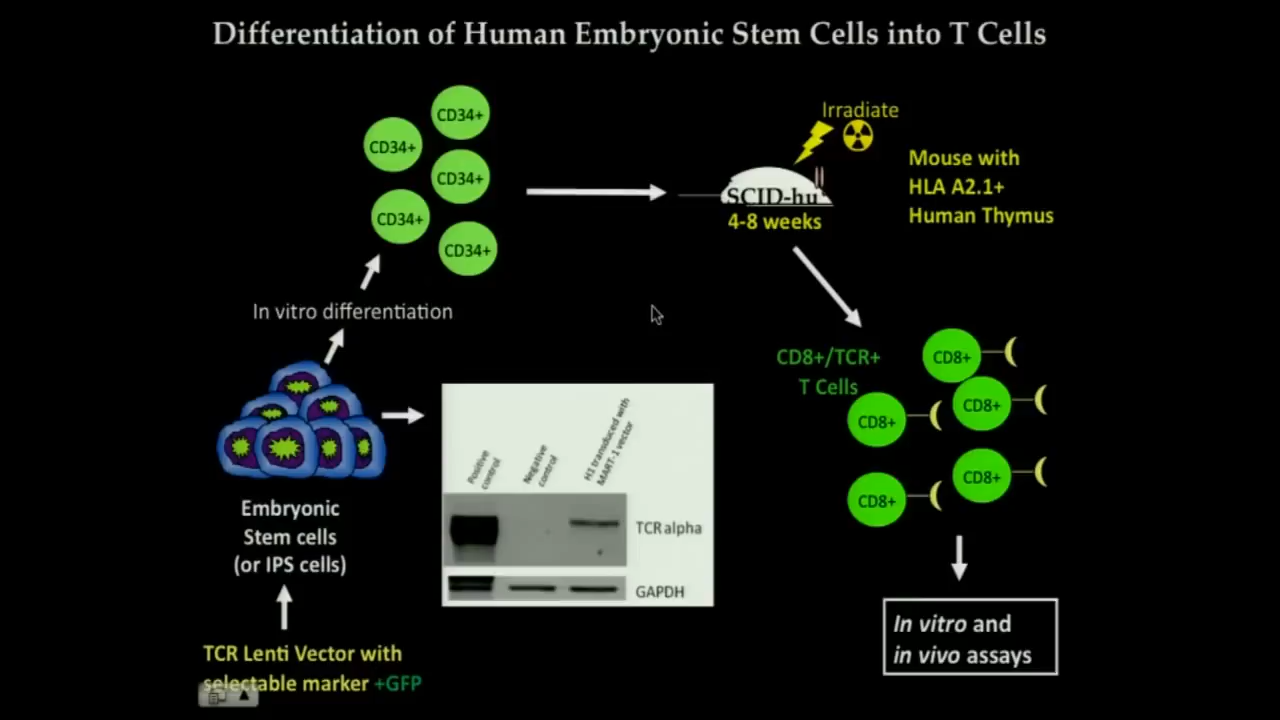 Differentiation of Human Embryonic Stem Cells into T Cells
CD34+
CD34+
CD34+
CD34+
CD34+
Irradiate
SCID-hu
4-8 weeks
Mouse with
HLA A2.1+
Human Thymus
In vitro differentiation
CD8+/TCR+
T Cells
CD8+
CD8+
CD8+
CD8+
CD8+
Positive
control
Negative
control
H1 transduced with
MART-1 vector
TCR alpha
GAPDH
Embryonic
Stem cells
(or IPS cells)
TCR Lenti Vector with
selectable marker +GFP
In vitro and
in vivo assays